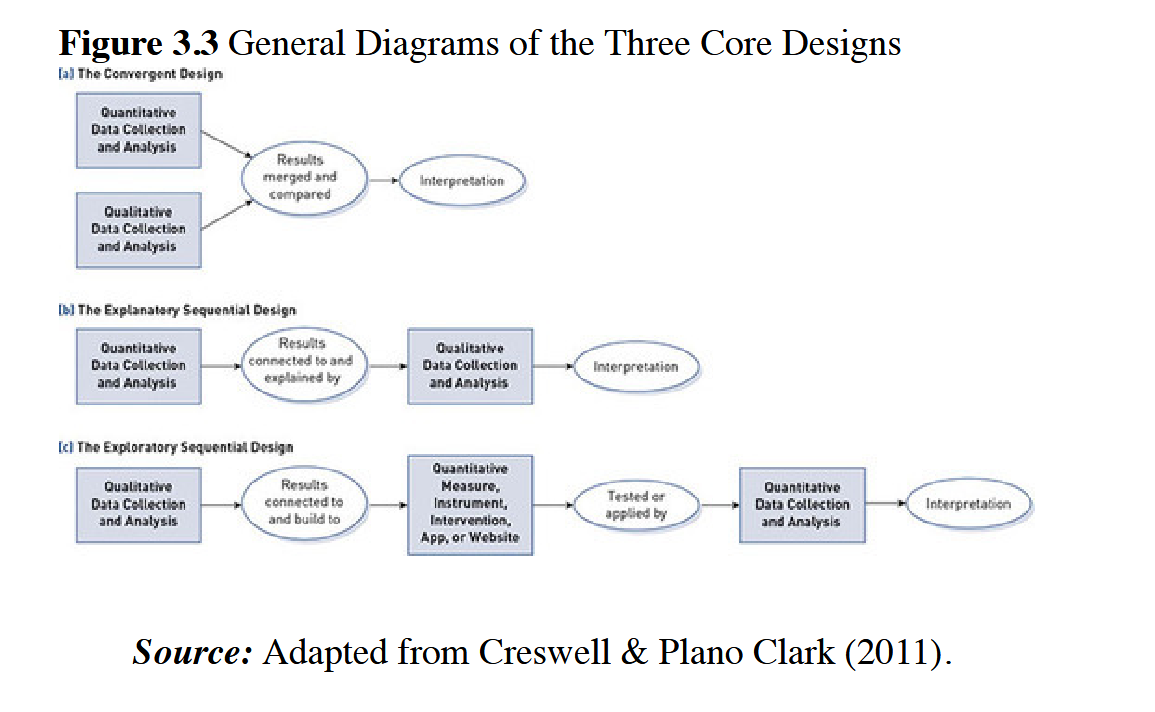 Figure 3.3 General Diagrams of the Three Core Designs
(a) The Convergent Design
Quantitative
Data Collection
and Analysis
Qualitative
Data Collection
and Analysis
Results
merged and
compared
Interpretation
(b) The Explanatory Sequential Design
Quantitative
Data Collection
and Analysis
Results
connected to and
explained by
Qualitative
Data Collection
and Analysis
Interpretation
(c) The Exploratory Sequential Design
Qualitative
Data Collection
and Analysis
Results
connected to
and build to
Quantitative
Measure,
Instrument,
Intervention,
App, or Website
Tested or
applied by
Quantitative
Data Collection
and Analysis
Interpretation
Source: Adapted from Creswell & Plano Clark (2011).